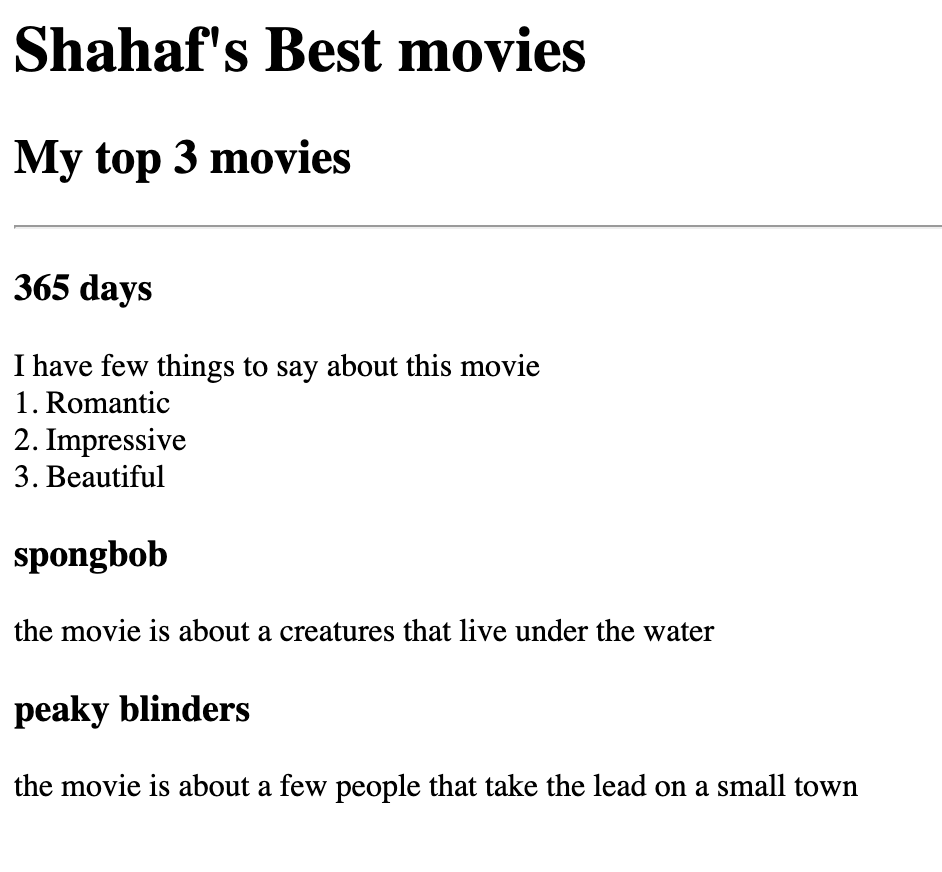 Shahaf's Best movies
My top 3 movies
365 days
I have few things to say about this movie
1. Romantic
2. Impressive
3. Beautiful
spongbob
the movie is about a creatures that live under the water
peaky blinders
the movie is about a few people that take the lead on a small town